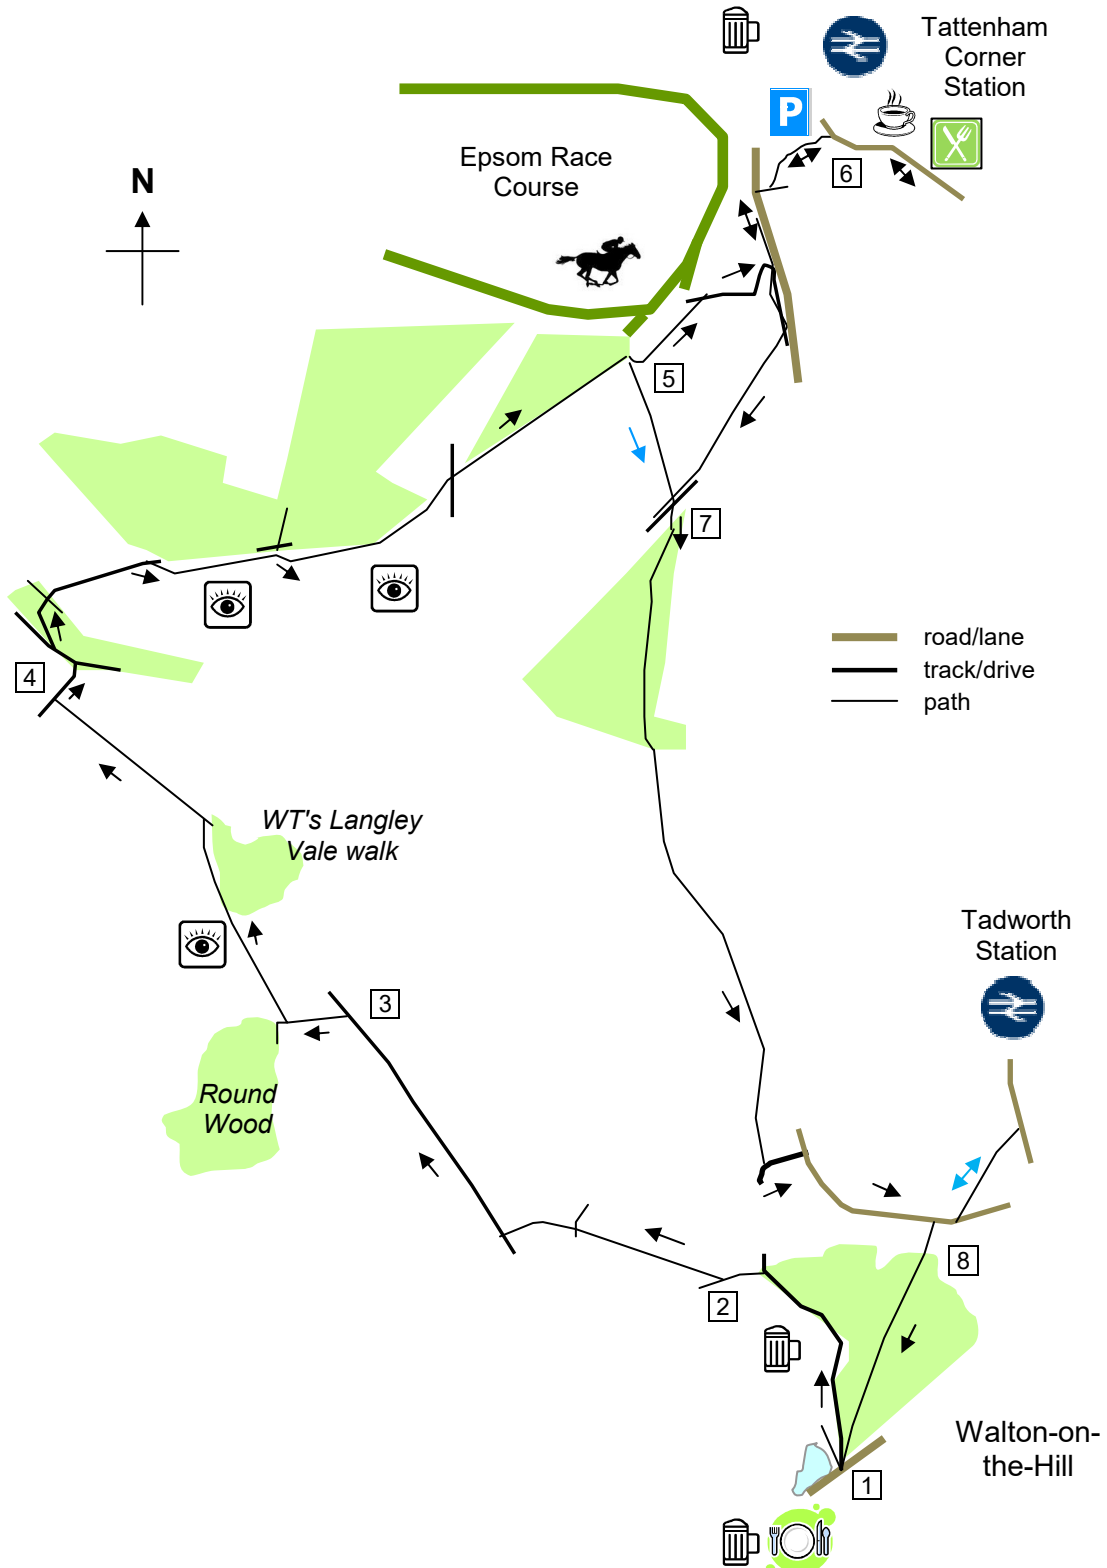 Tattenham
Corner
Station
P
Epsom Race
Course
6
N
5
7
road/lane
track/drive
path
4
WT's Langley
Vale walk
Tadworth
Station
3
Round
Wood
8
2
Walton-on-
the-Hill
1